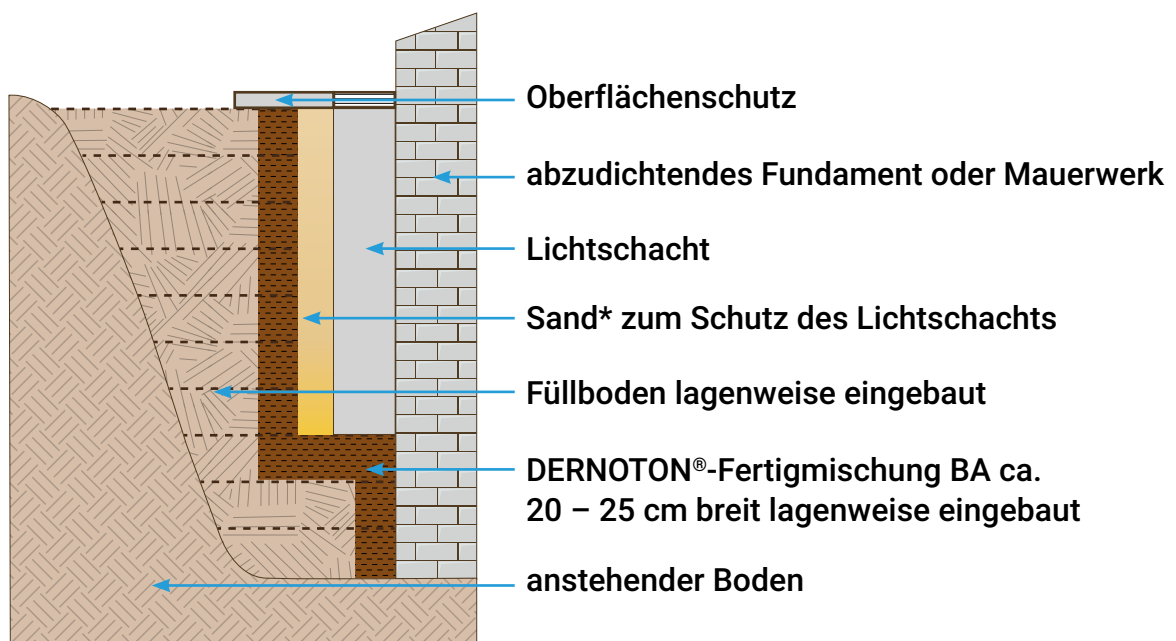 Oberflächenschutz
abzudichtendes Fundament oder Mauerwerk
Lichtschacht
Sand* zum Schutz des Lichtschachts
Füllboden lagenweise eingebaut
DERNOTON®-Fertigmischung BA ca.
20 – 25 cm breit lagenweise eingebaut
anstehender Boden